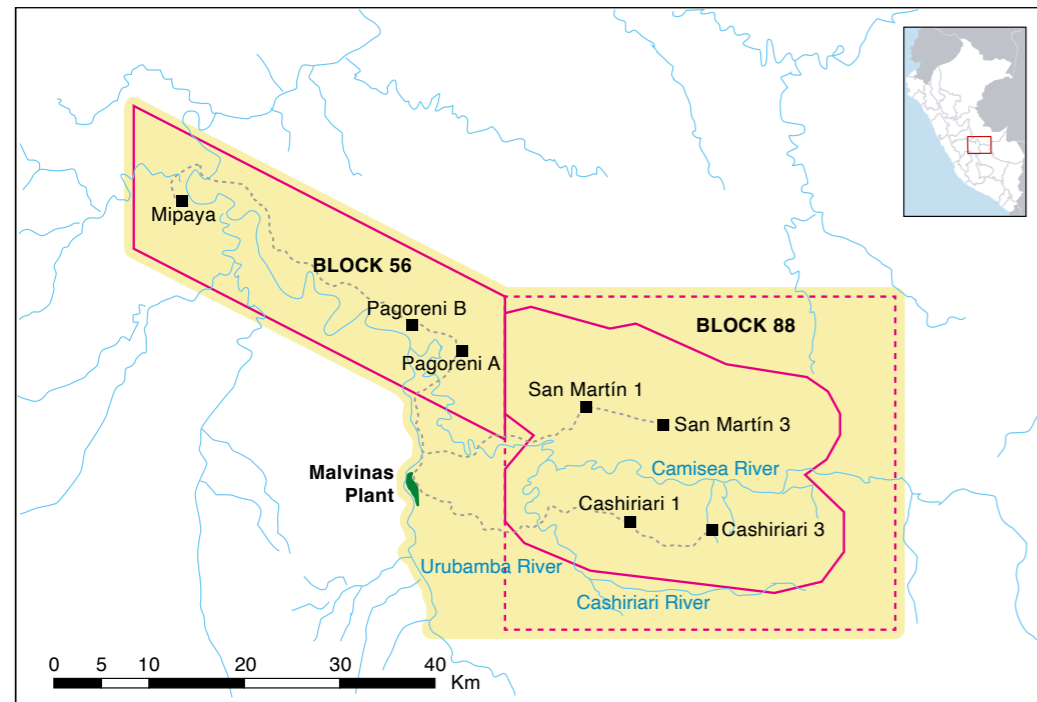 Mipaya
BLOCK 56
Pagoreni B
Pagoreni A
BLOCK 88
San Martín 1
San Martín 3
Camisea River
Malvinas
Plant
Cashiriari 1
Cashiriari 3
Urubamba River
Cashiriari River
0 5 10 20 30 40
Km